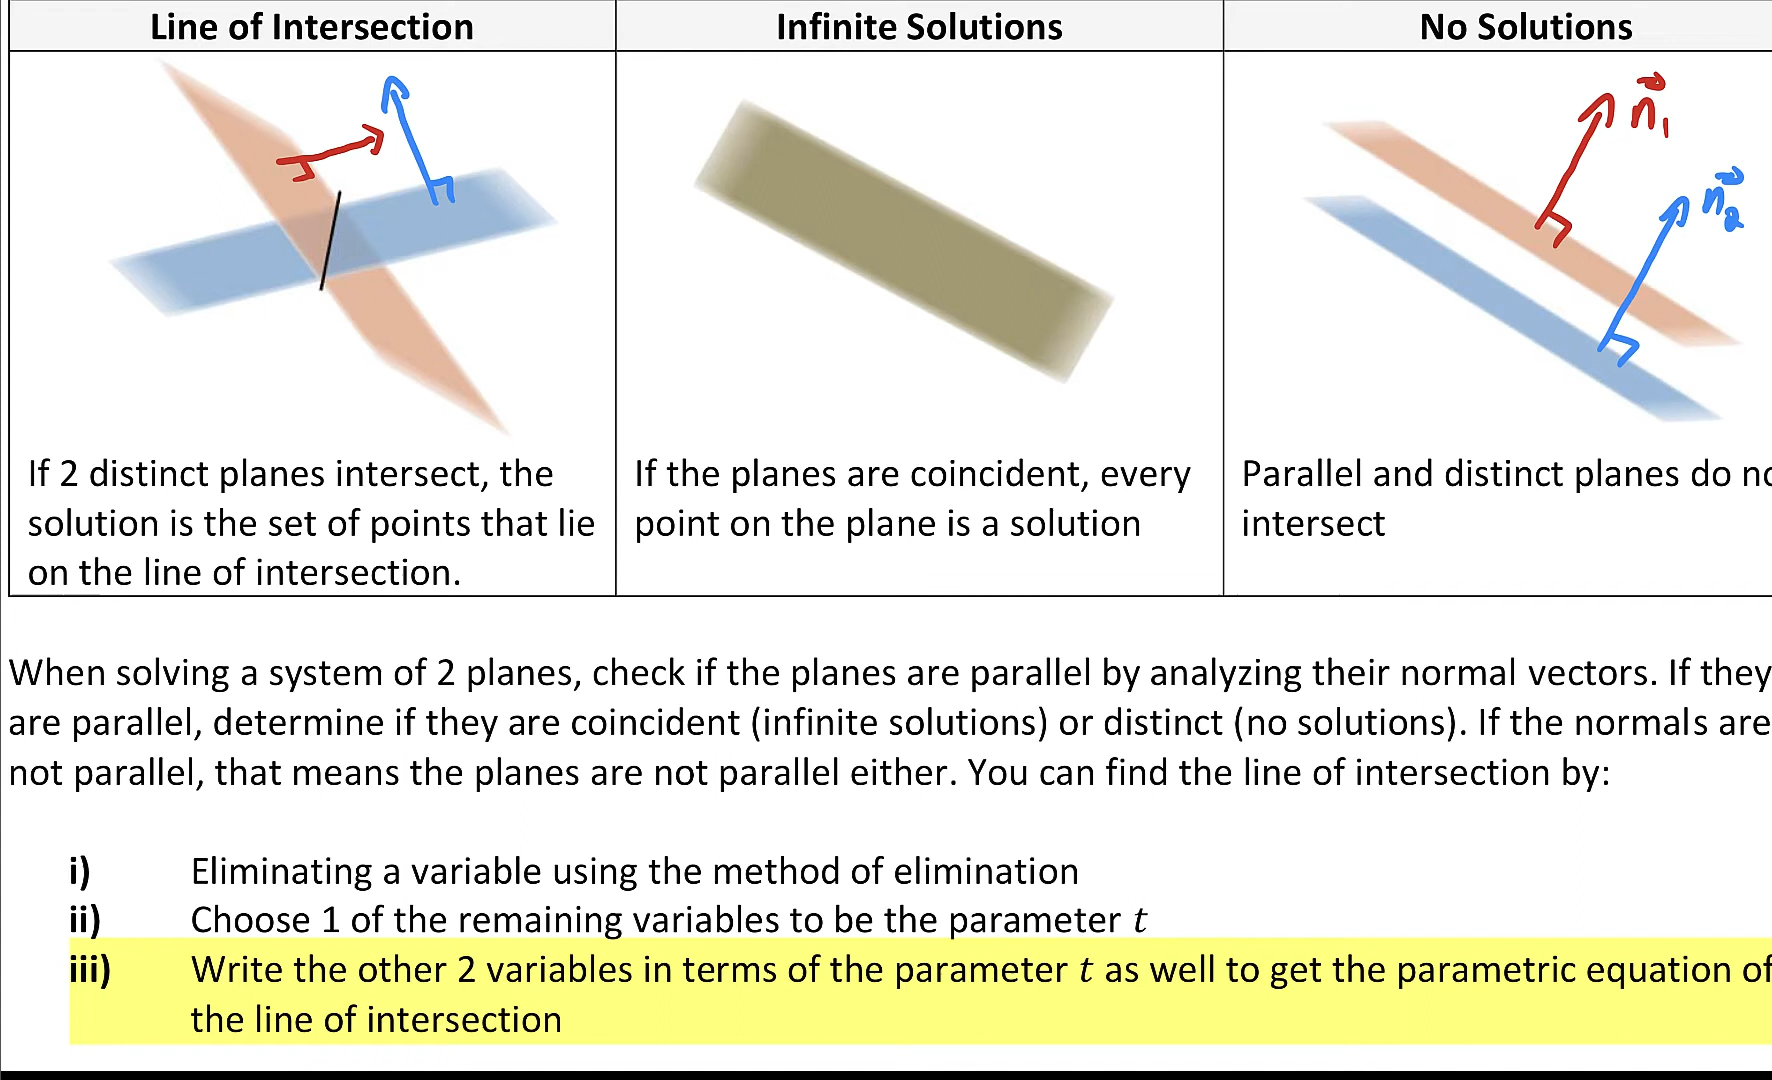 Line of Intersection
Infinite Solutions
No Solutions
n⃗₁
n⃗₂
If 2 distinct planes intersect, the
solution is the set of points that lie
on the line of intersection.
If the planes are coincident, every
point on the plane is a solution
Parallel and distinct planes do
intersect
When solving a system of 2 planes, check if the planes are parallel by analyzing their normal vectors. If they
are parallel, determine if they are coincident (infinite solutions) or distinct (no solutions). If the normals are
not parallel, that means the planes are not parallel either. You can find the line of intersection by:
i) Eliminating a variable using the method of elimination
ii) Choose 1 of the remaining variables to be the parameter t
iii) Write the other 2 variables in terms of the parameter t as well to get the parametric equation of
the line of intersection